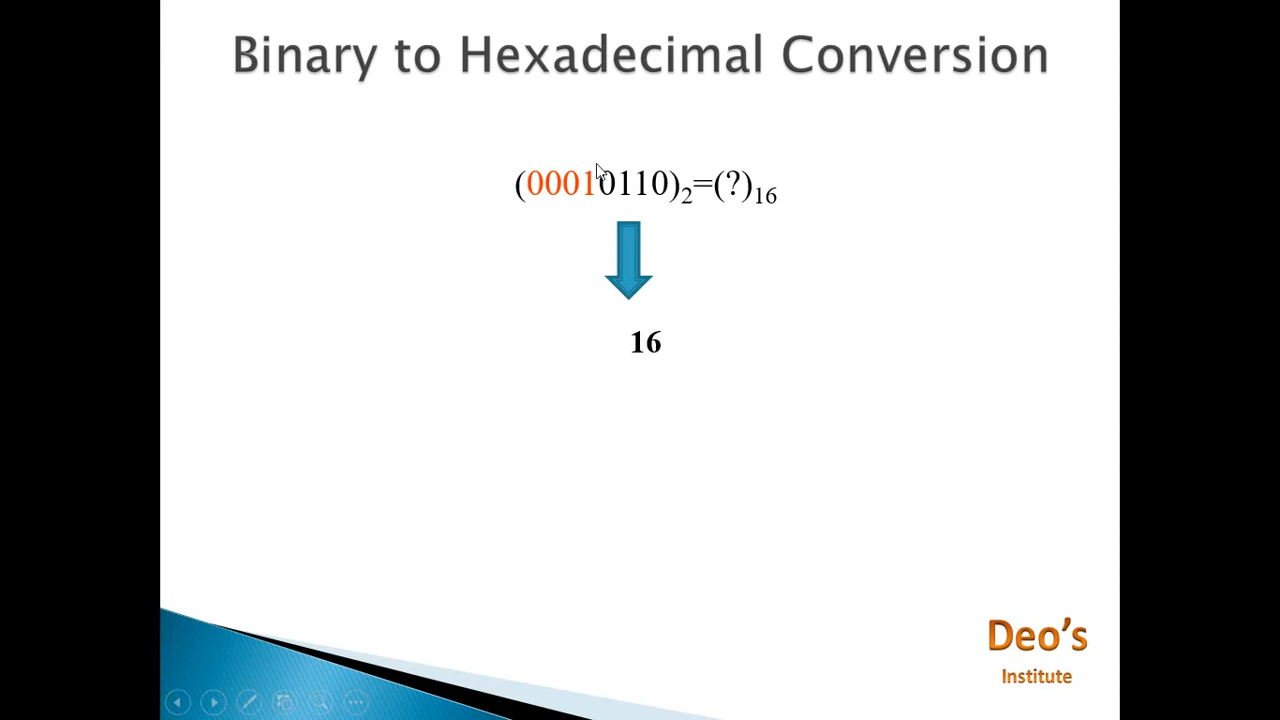 Binary to Hexadecimal Conversion
(00010110)₂=(?)₁₆
16
Deo's
Institute